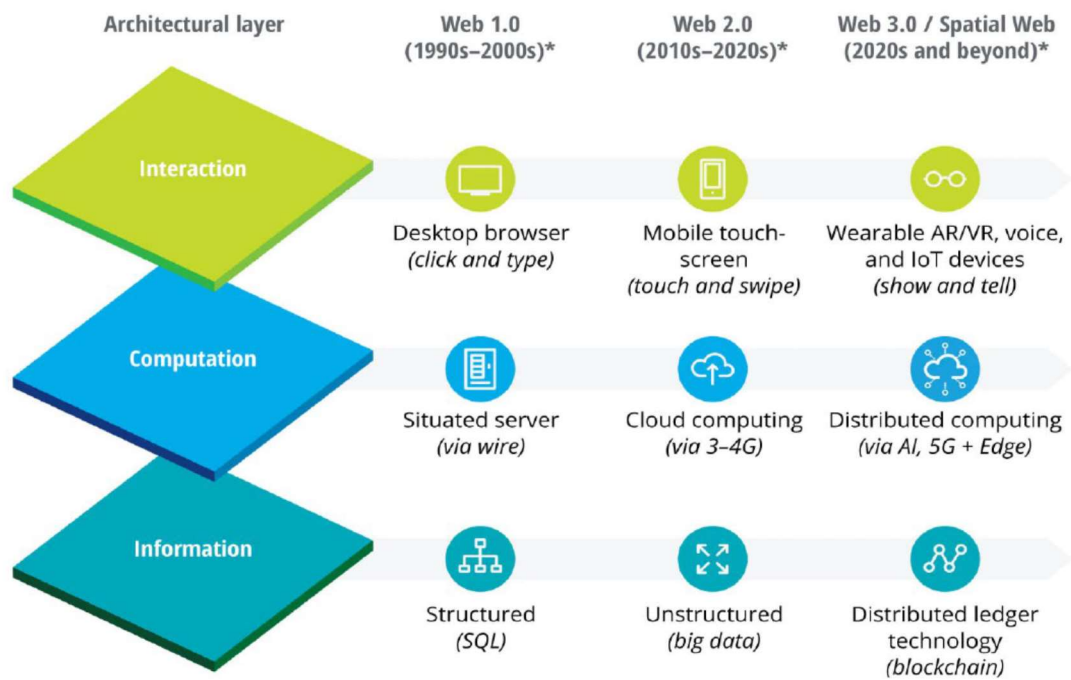 Architectural layer
Web 1.0
(1990s–2000s)*
Web 2.0
(2010s–2020s)*
Web 3.0 / Spatial Web
(2020s and beyond)*
Interaction
Desktop browser
(click and type)
Mobile touch-
screen
(touch and swipe)
Wearable AR/VR, voice,
and IoT devices
(show and tell)
Computation
Situated server
(via wire)
Cloud computing
(via 3–4G)
Distributed computing
(via AI, 5G + Edge)
Information
Structured
(SQL)
Unstructured
(big data)
Distributed ledger
technology
(blockchain)